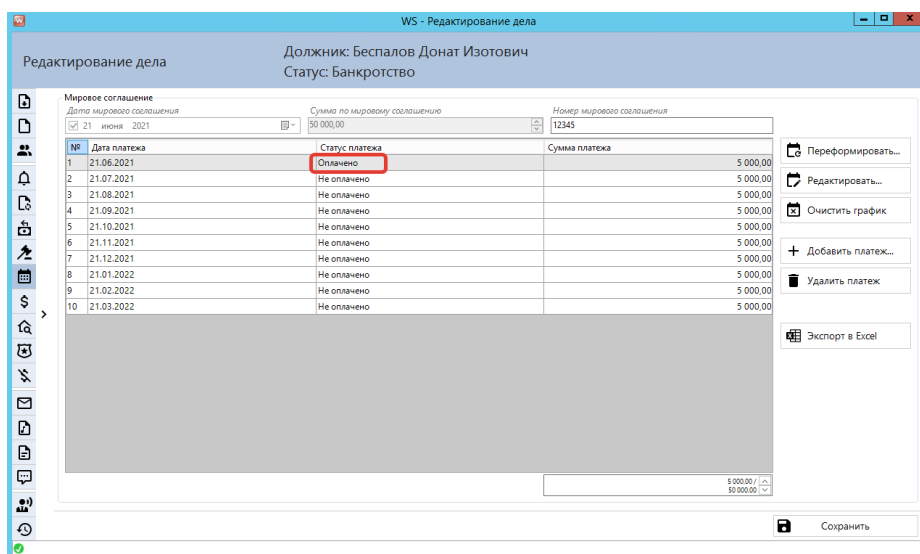 WS - Редактирование дела
Редактирование дела
Должник: Беспалов Донат Изотович
Статус: Банкротство
Мировое соглашение
Дата мирового соглашения Сумма по мировому соглашению Номер мирового соглашения
21 июня 2021 50 000,00 12345
№ Дата платежа Статус платежа Сумма платежа
1 21.06.2021 Оплачено 5 000,00
2 21.07.2021 Не оплачено 5 000,00
3 21.08.2021 Не оплачено 5 000,00
4 21.09.2021 Не оплачено 5 000,00
5 21.10.2021 Не оплачено 5 000,00
6 21.11.2021 Не оплачено 5 000,00
7 21.12.2021 Не оплачено 5 000,00
8 21.01.2022 Не оплачено 5 000,00
9 21.02.2022 Не оплачено 5 000,00
10 21.03.2022 Не оплачено 5 000,00
Переформировать...
Редактировать...
Очистить график
Добавить платеж...
Удалить платеж
Экспорт в Excel
5 000,00 /
50 000,00
Сохранить